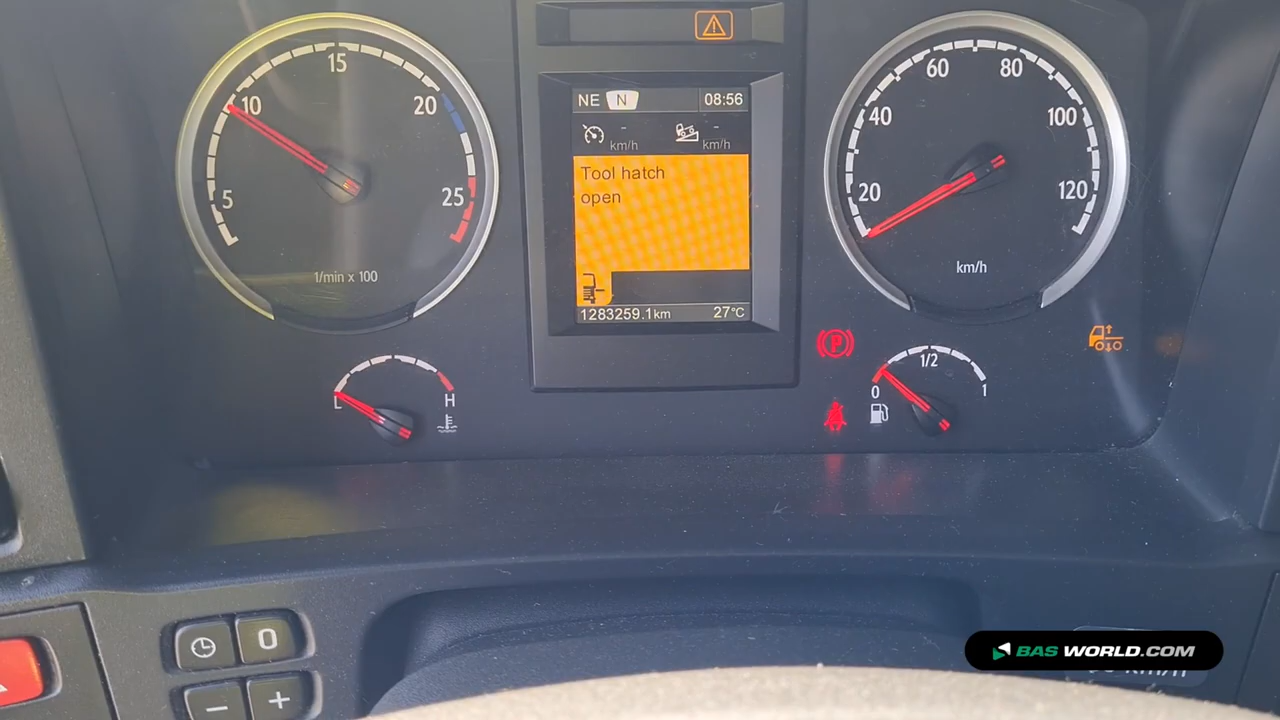 15
10
20
5
25
1/min x 100
NE N 08:56
km/h
km/h
Tool hatch
open
1283259.1km 27°C
60
80
40
100
20
120
km/h
L
H
P
0
1/2
1
0
BAS WORLD.COM
km/h